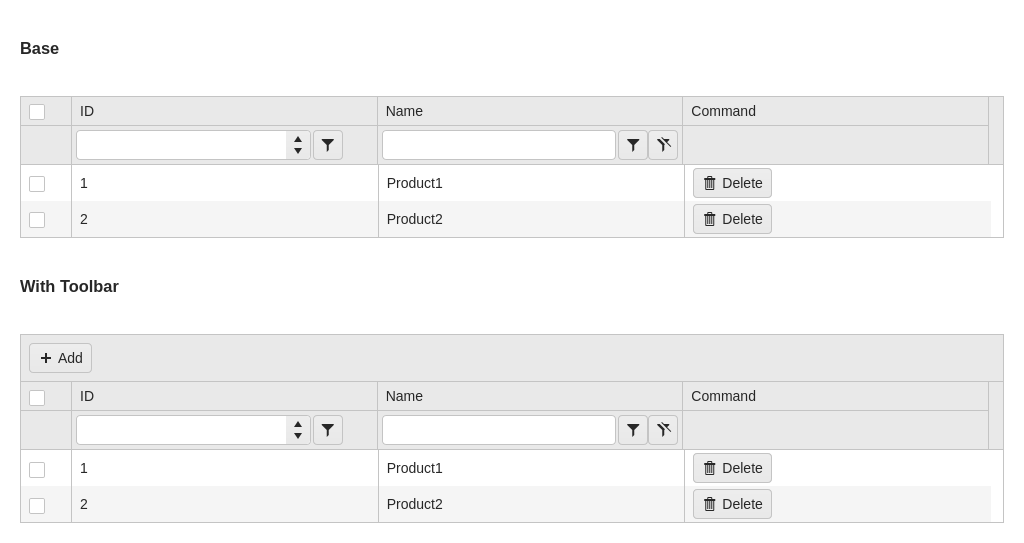 Base
ID Name Command
1 Product1 Delete
2 Product2 Delete
With Toolbar
Add
ID Name Command
1 Product1 Delete
2 Product2 Delete